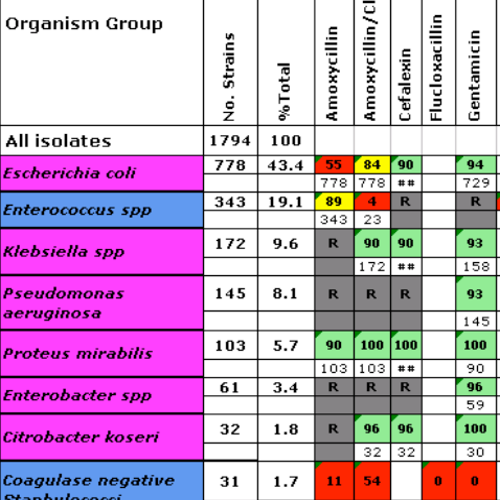 Organism Group No. Strains %Total Amoxycillin Amoxycillin/Cl Cefalexin Flucloxacillin Gentamicin
All isolates 1794 100
Escherichia coli 778 43.4 55 84 90 94
778 778 ## 729
Enterococcus spp 343 19.1 89 4 R R
343 23
Klebsiella spp 172 9.6 R 90 90 93
172 ## 158
Pseudomonas 145 8.1 R R R 93
aeruginosa 145
Proteus mirabilis 103 5.7 90 100 100 100
103 103 ## 90
Enterobacter spp 61 3.4 R R R 96
59
Citrobacter koseri 32 1.8 R 96 96 100
32 32 30
Coagulase negative 31 1.7 11 54 0 0
Staphylococci